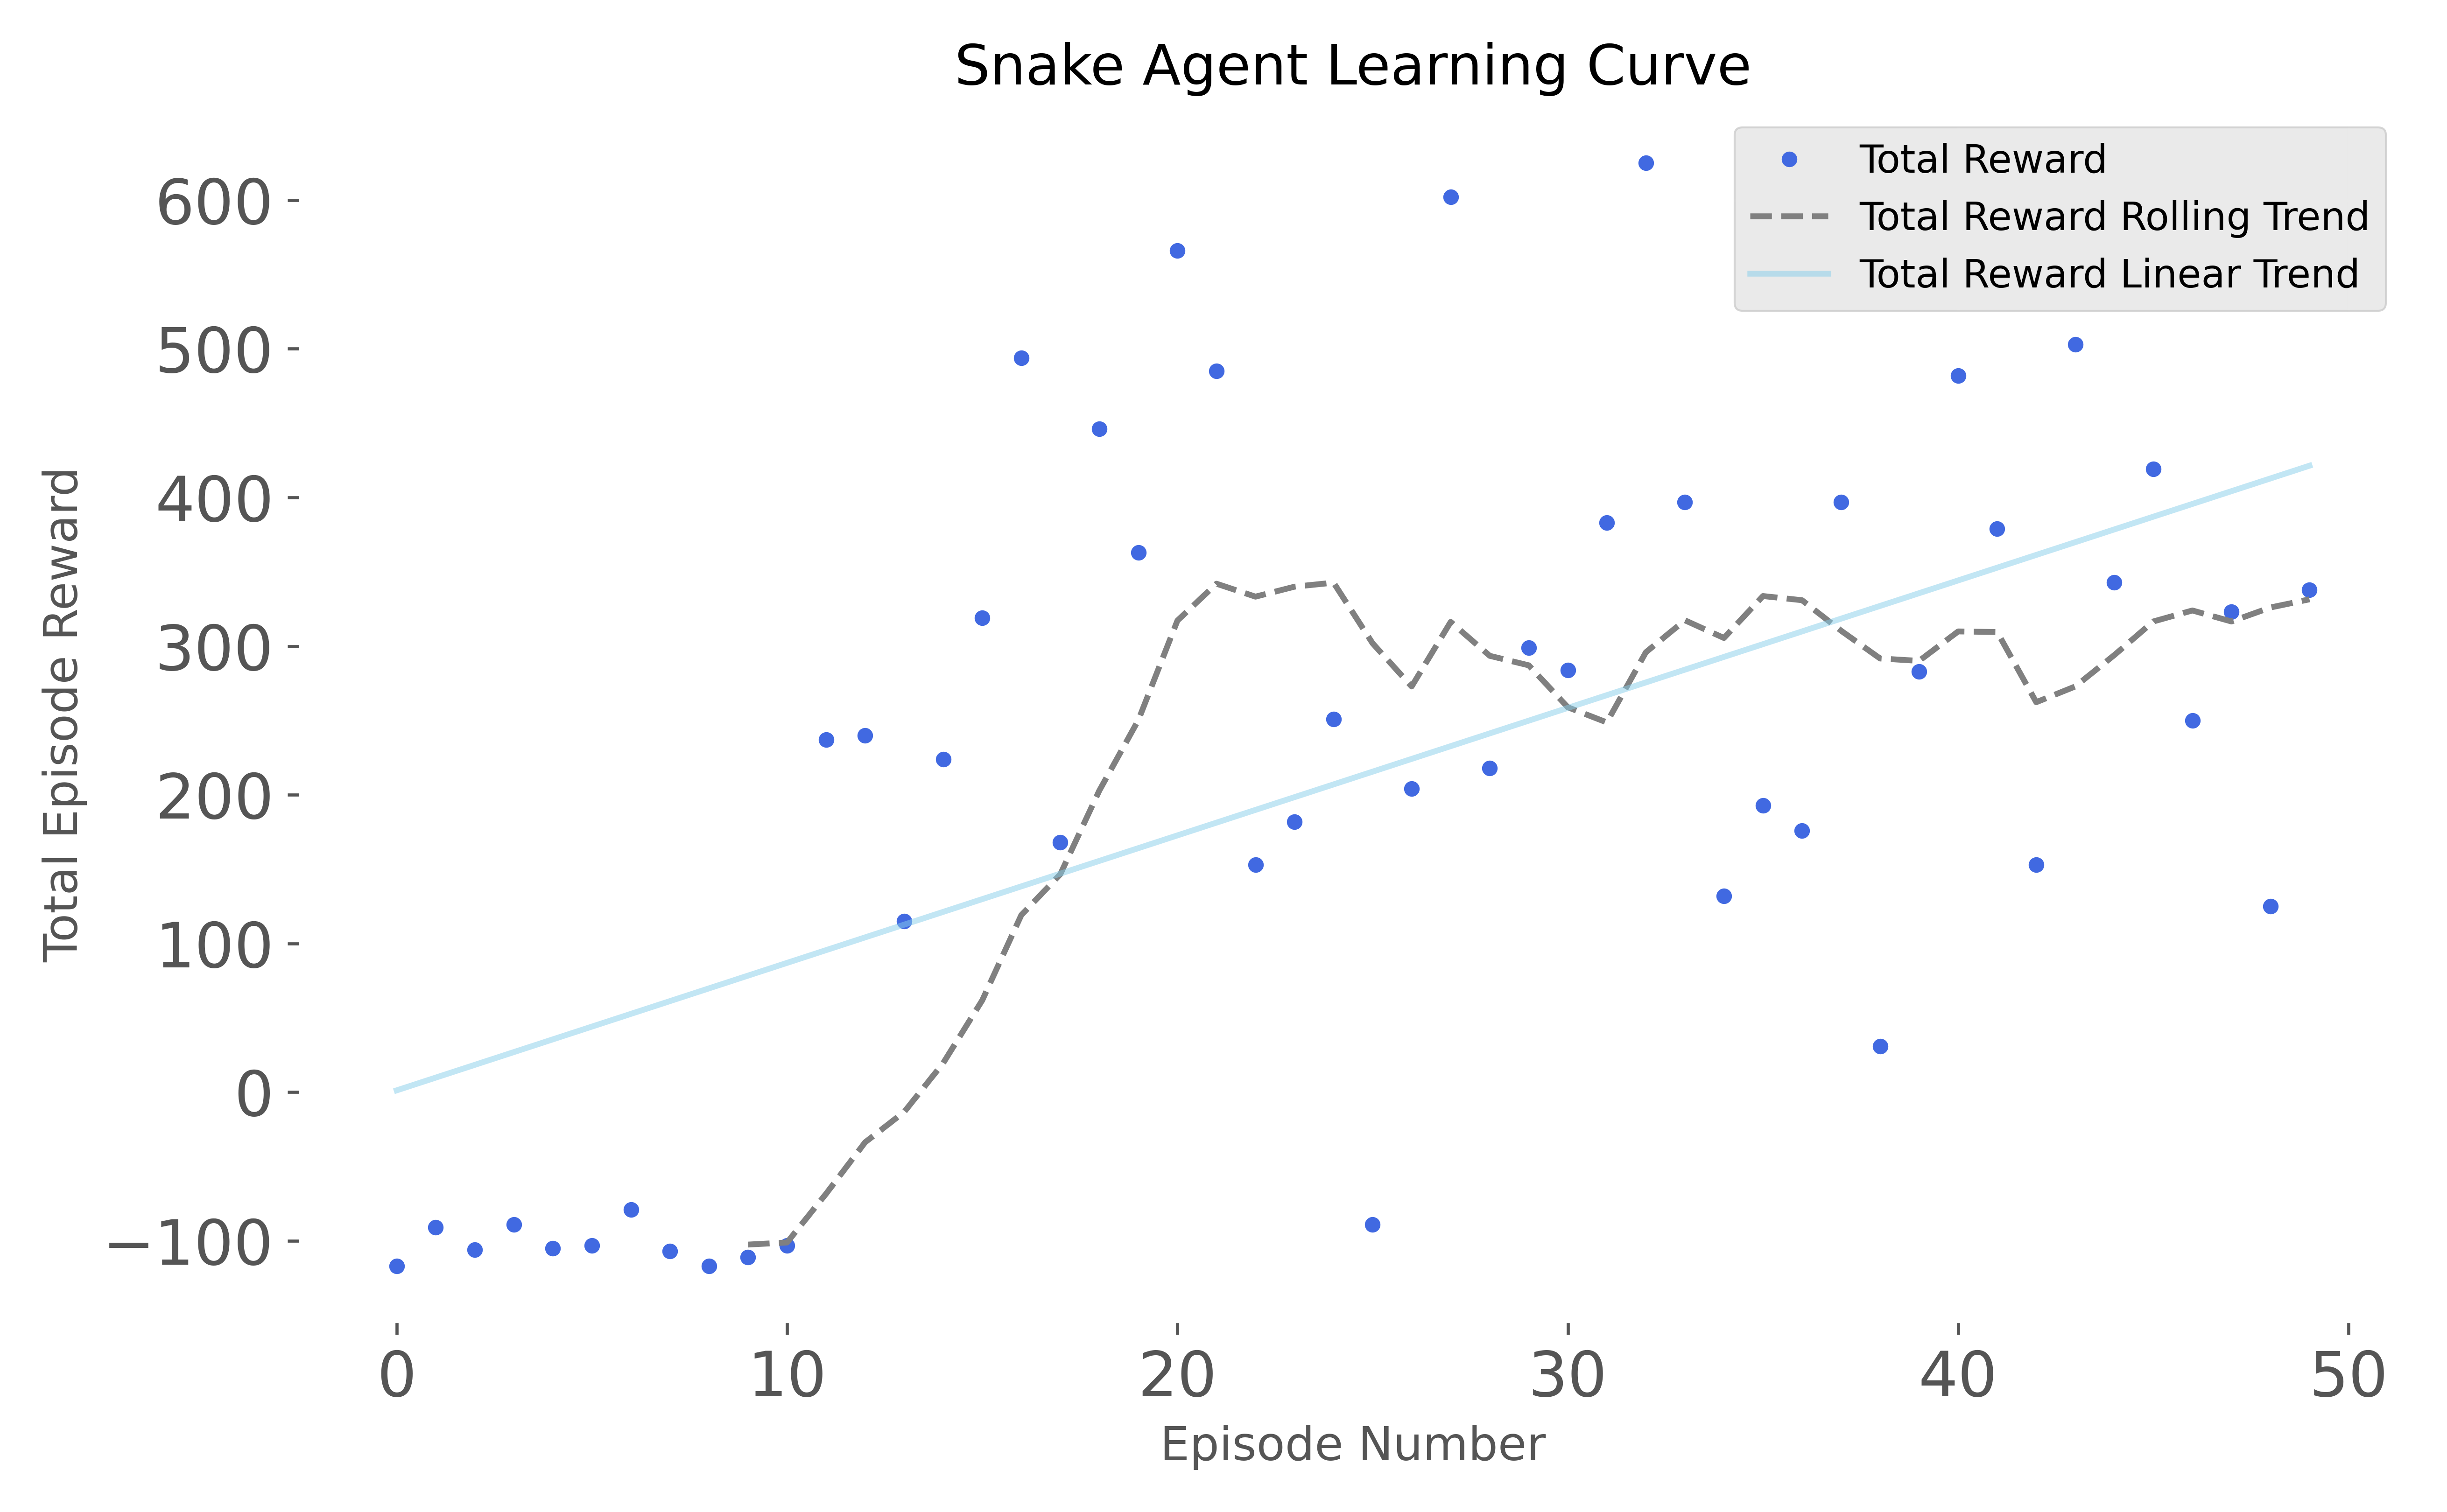 Snake Agent Learning Curve
Total Reward
Total Reward Rolling Trend
Total Reward Linear Trend
Total Episode Reward
600
500
400
300
200
100
0
−100
0 10 20 30 40 50
Episode Number